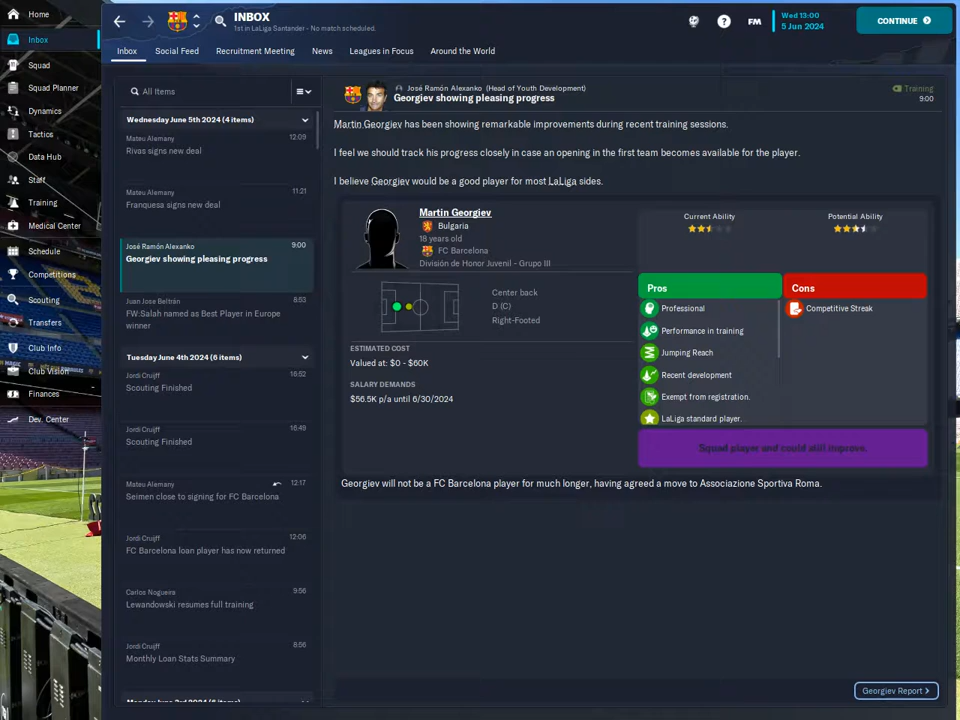 Home
Inbox
Squad
Squad Planner
Dynamics
Tactics
Data Hub
Staff
Training
Medical Center
Schedule
Competitions
Scouting
Transfers
Club Info
Club Vision
Finances
Dev. Center
INBOX
1st in LaLiga Santander - No match scheduled.
?
FM
Wed 13:00
5 Jun 2024
CONTINUE
Inbox
Social Feed
Recruitment Meeting
News
Leagues in Focus
Around the World
All Items
Wednesday June 5th 2024 (4 items)
Mateu Alemany 12:09
Rivas signs new deal
Mateu Alemany 11:21
Franquesa signs new deal
José Ramón Alexanko 9:00
Georgiev showing pleasing progress
Juan Jose Beltrán 8:53
FW Salah named as Best Player in Europe
winner
Tuesday June 4th 2024 (6 items)
Jordi Cruijff 16:52
Scouting Finished
Jordi Cruijff 16:49
Scouting Finished
Mateu Alemany 12:17
Seimen close to signing for FC Barcelona
Jordi Cruijff 12:06
FC Barcelona loan player has now returned
Carlos Nogueira 9:56
Lewandowski resumes full training
Jordi Cruijff 8:56
Monthly Loan Stats Summary
Monday June 3rd 2024 (6 items)
José Ramón Alexanko (Head of Youth Development)
Georgiev showing pleasing progress
Training
9:00
Martin Georgiev has been showing remarkable improvements during recent training sessions.
I feel we should track his progress closely in case an opening in the first team becomes available for the player.
I believe Georgiev would be a good player for most LaLiga sides.
Martin Georgiev
Bulgaria
18 years old
FC Barcelona
División de Honor Juvenil - Grupo III
Center back
D (C)
Right-Footed
ESTIMATED COST
Valued at: $0 - $60K
SALARY DEMANDS
$56.5K p/a until 6/30/2024
Current Ability
Potential Ability
Pros
Professional
Performance in training
Jumping Reach
Recent development
Exempt from registration.
LaLiga standard player.
Cons
Competitive Streak
Squad player and could still improve.
Georgiev will not be a FC Barcelona player for much longer, having agreed a move to Associazione Sportiva Roma.
Georgiev Report >